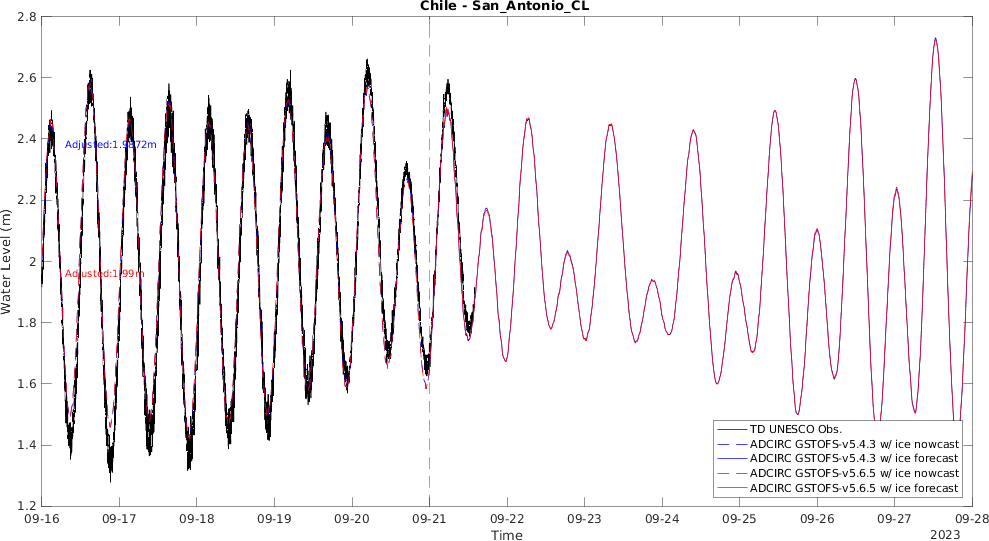 Chile - San_Antonio_CL
2.8
2.6
2.4
2.2
2
1.8
1.6
1.4
1.2
Water Level (m)
Adjusted:1.9872m
Adjusted:1.99m
TD UNESCO Obs.
ADCIRC GSTOFS-v5.4.3 w/ ice nowcast
ADCIRC GSTOFS-v5.4.3 w/ ice forecast
ADCIRC GSTOFS-v5.6.5 w/ ice nowcast
ADCIRC GSTOFS-v5.6.5 w/ ice forecast
09-16 09-17 09-18 09-19 09-20 09-21 09-22 09-23 09-24 09-25 09-26 09-27 09-28
Time
2023